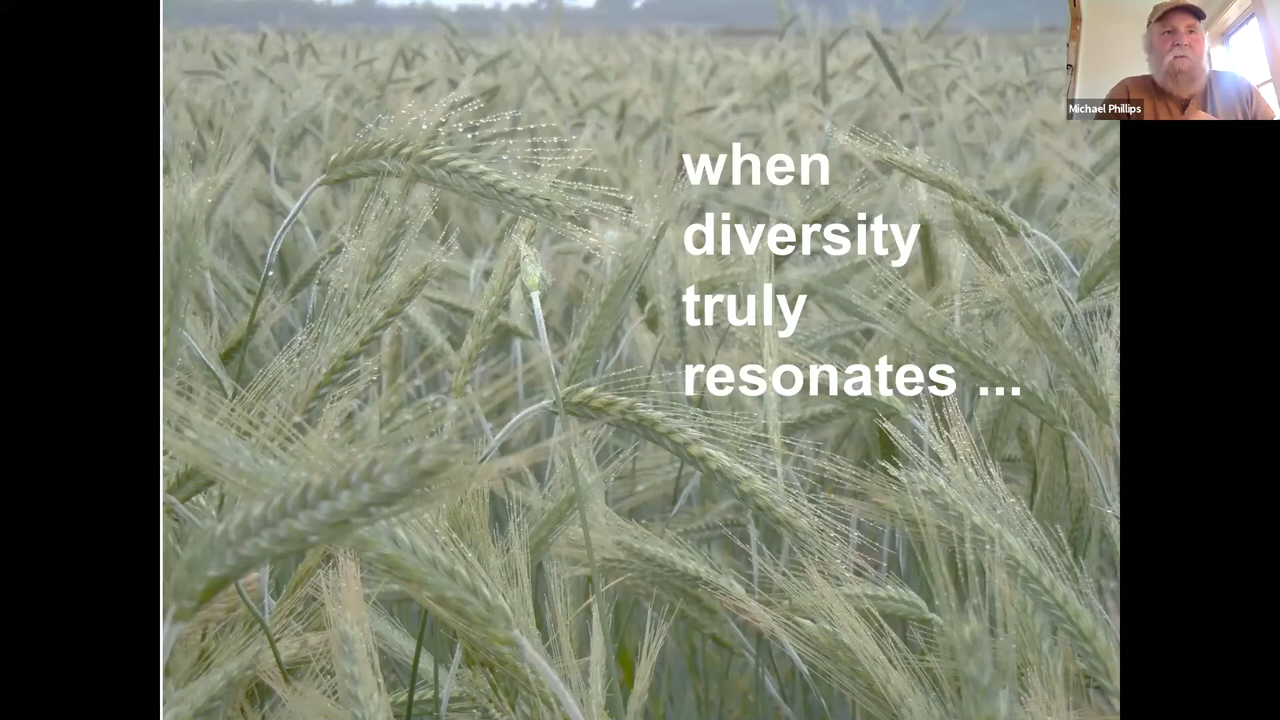 Michael Phillips
when
diversity
truly
resonates ...